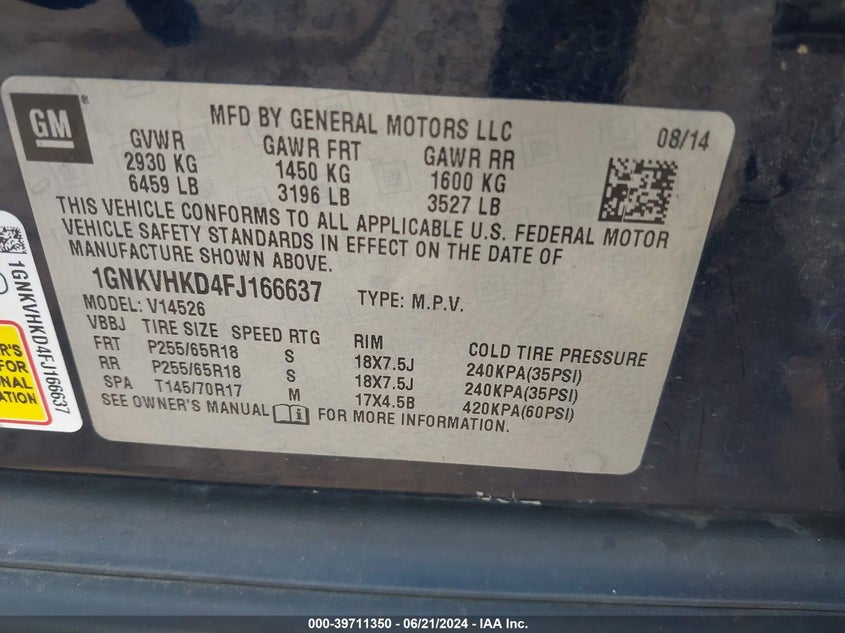 GM®
MFD BY GENERAL MOTORS LLC
08/14
GVWR GAWR FRT GAWR RR
2930 KG 1450 KG 1600 KG
6459 LB 3196 LB 3527 LB
THIS VEHICLE CONFORMS TO ALL APPLICABLE U.S. FEDERAL MOTOR
VEHICLE SAFETY STANDARDS IN EFFECT ON THE DATE OF
MANUFACTURE SHOWN ABOVE.
1GNKVHKD4FJ166637 TYPE: M.P.V.
MODEL: V14526
VBBJ TIRE SIZE SPEED RTG RIM COLD TIRE PRESSURE
FRT P255/65R18 S 18X7.5J 240KPA(35PSI)
RR P255/65R18 S 18X7.5J 240KPA(35PSI)
SPA T145/70R17 M 17X4.5B 420KPA(60PSI)
SEE OWNER'S MANUAL FOR MORE INFORMATION.
1GNKVHKD4FJ166637
ER'S
FOR
ONAL
ATION
000-39711350 - 06/21/2024 - IAA Inc.